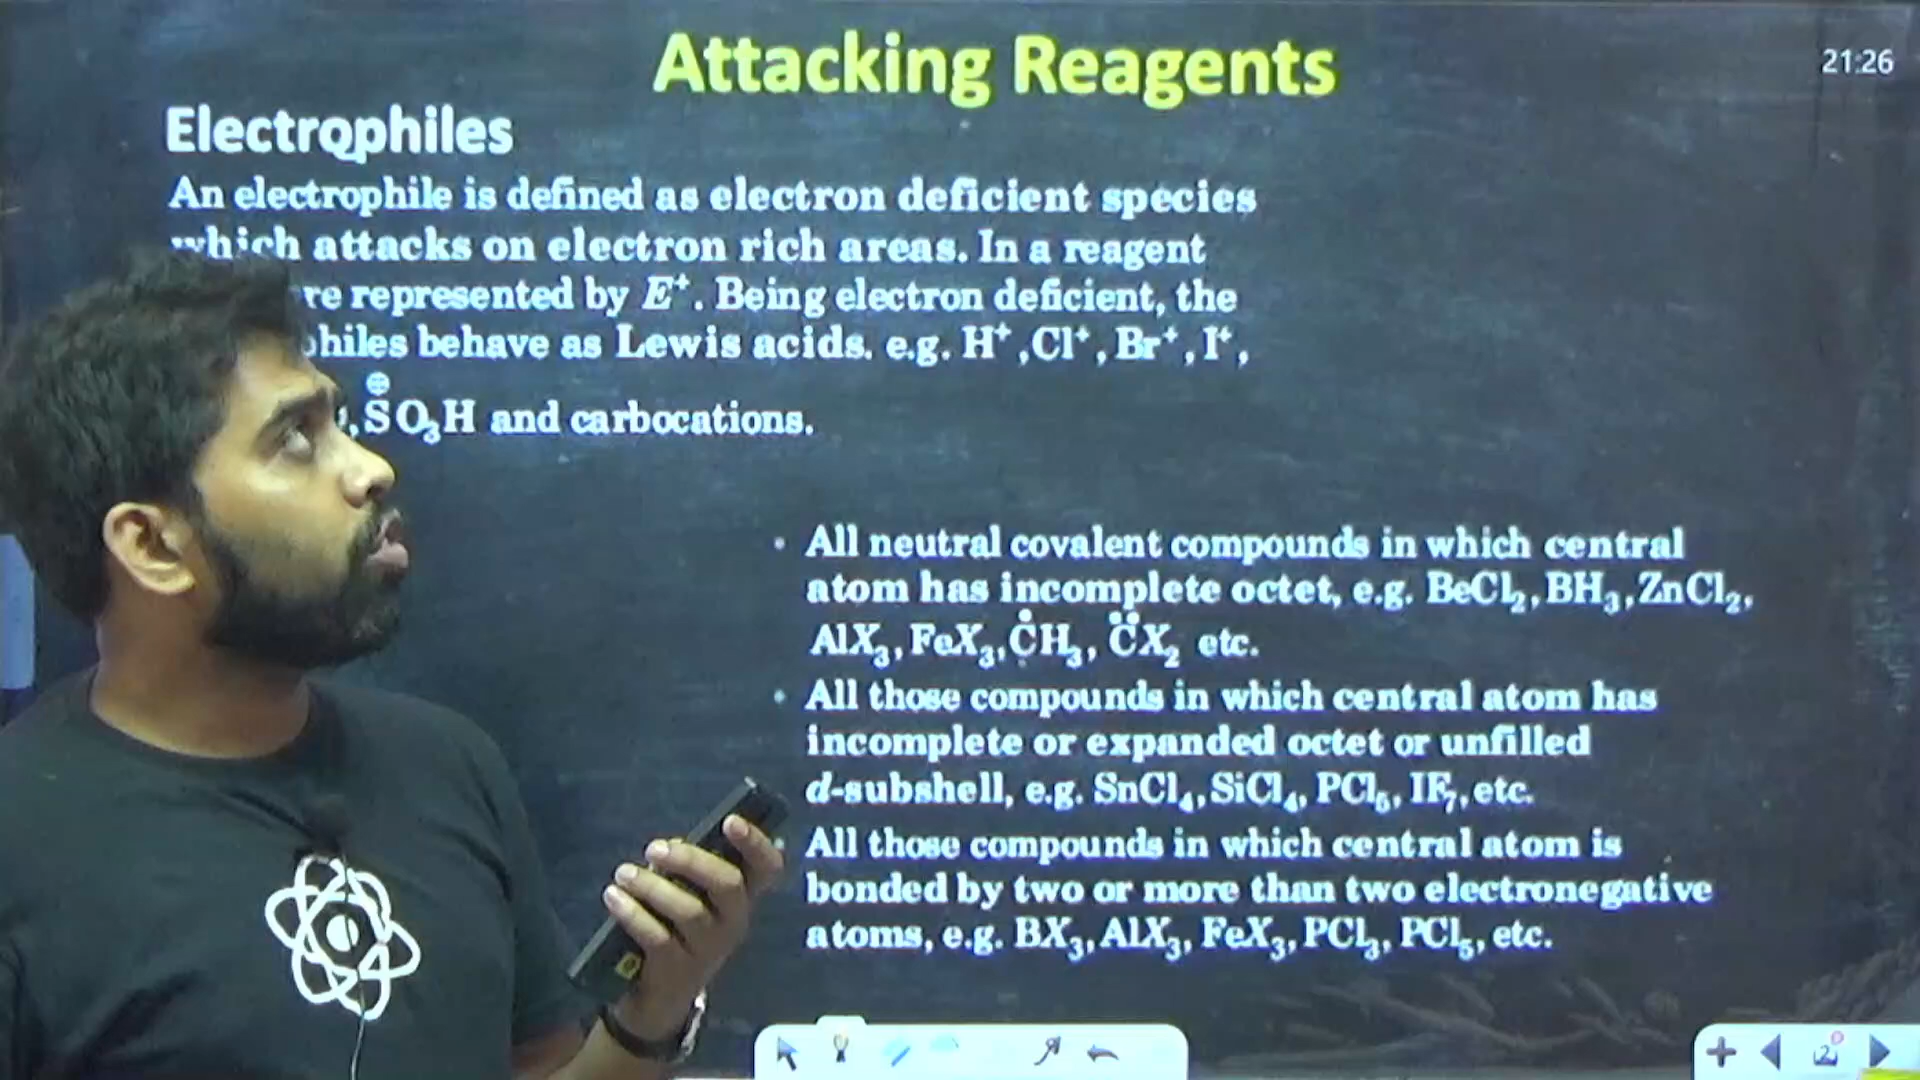 Attacking Reagents
21:26
Electrophiles
An electrophile is defined as electron deficient species
which attacks on electron rich areas. In a reagent
re represented by E⁺. Being electron deficient, the
philes behave as Lewis acids. e.g. H⁺, Cl⁺, Br⁺, I⁺,
, S⊕O₃H and carbocations.
• All neutral covalent compounds in which central
atom has incomplete octet, e.g. BeCl₂, BH₃, ZnCl₂,
AlX₃, FeX₃, ĊH₃, C̈X₂ etc.
• All those compounds in which central atom has
incomplete or expanded octet or unfilled
d-subshell, e.g. SnCl₄, SiCl₄, PCl₅, IF₇, etc.
• All those compounds in which central atom is
bonded by two or more than two electronegative
atoms, e.g. BX₃, AlX₃, FeX₃, PCl₃, PCl₅, etc.
2